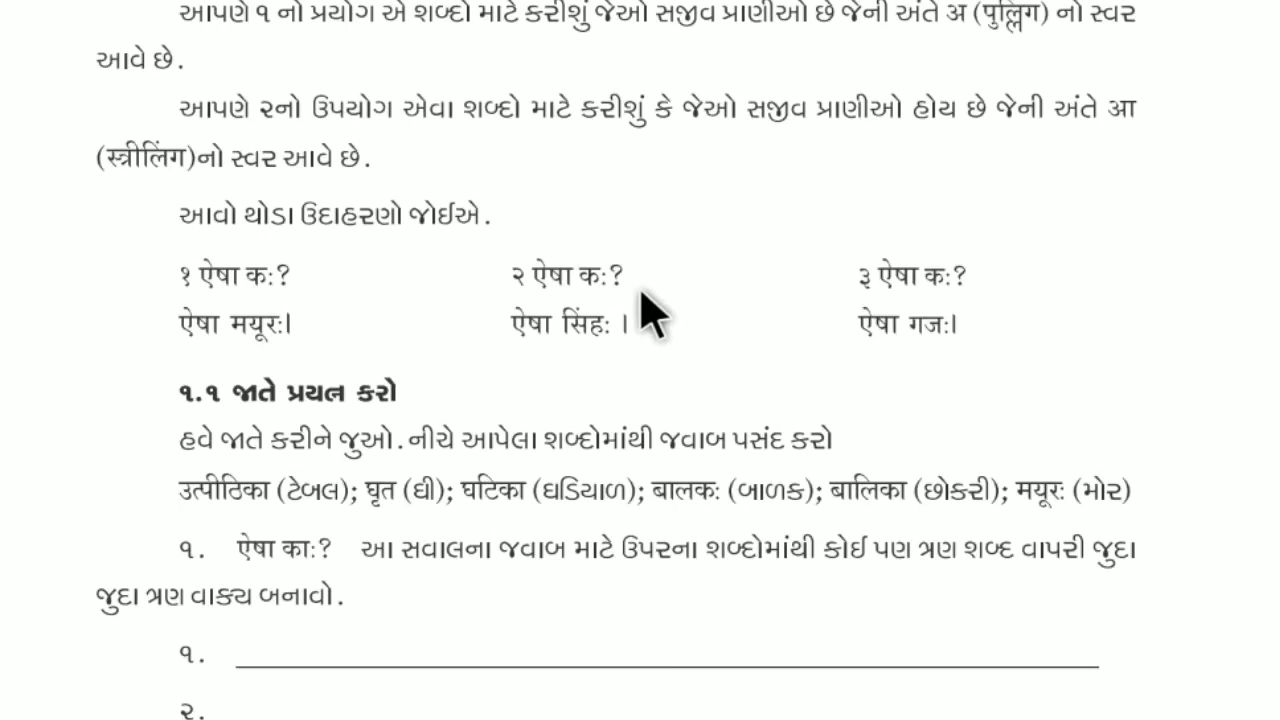 આપણે ૧ નો પ્રયોગ એ શબ્દો માટે કરીશું જેઓ સજીવ પ્રાણીઓ છે જેની અંતે अ (पुल्लिंग) નો સ્વર
આવે છે.
આપણે ૨નો ઉપયોગ એવા શબ્દો માટે કરીશું કે જેઓ સજીવ પ્રાણીઓ હોય છે જેની અંતે आ
(स्त्रीलिंग)નો સ્વર આવે છે.
આવો થોડા ઉદાહરણો જોઈએ.
१ ऐषा कः? २ ऐषा कः? ३ ऐषा कः?
ऐषा मयूरः। ऐषा सिंहः । ऐषा गजः।
૧.૧ જાતે પ્રયત્ન કરો
હવે જાતે કરીને જુઓ.નીચે આપેલા શબ્દોમાંથી જવાબ પસંદ કરો
उत्पीठिका (ટેબલ); घृत (ઘી); घटिका (ઘડિયાળ); बालकः (બાળક); बालिका (છોકરી); मयूरः (મોર)
૧. ऐषा काः? આ સવાલના જવાબ માટે ઉપરના શબ્દોમાંથી કોઈ પણ ત્રણ શબ્દ વાપરી જુદા
જુદા ત્રણ વાક્ય બનાવો.
૧.
૨.